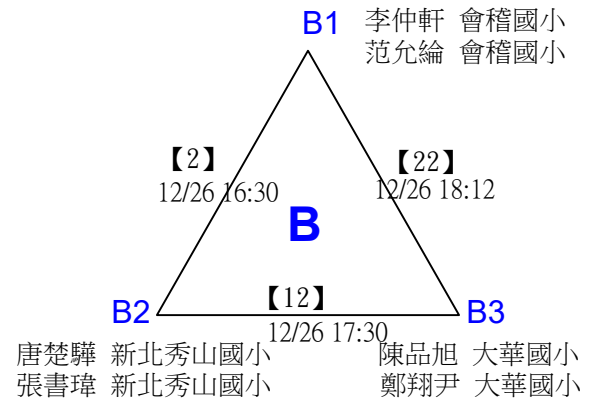 B1
李仲軒 會稽國小
范允綸 會稽國小
【2】
12/26 16:30
【22】
12/26 18:12
B
B2
【12】
12/26 17:30
B3
唐楚驊 新北秀山國小
張書瑋 新北秀山國小
陳品旭 大華國小
鄭翔尹 大華國小